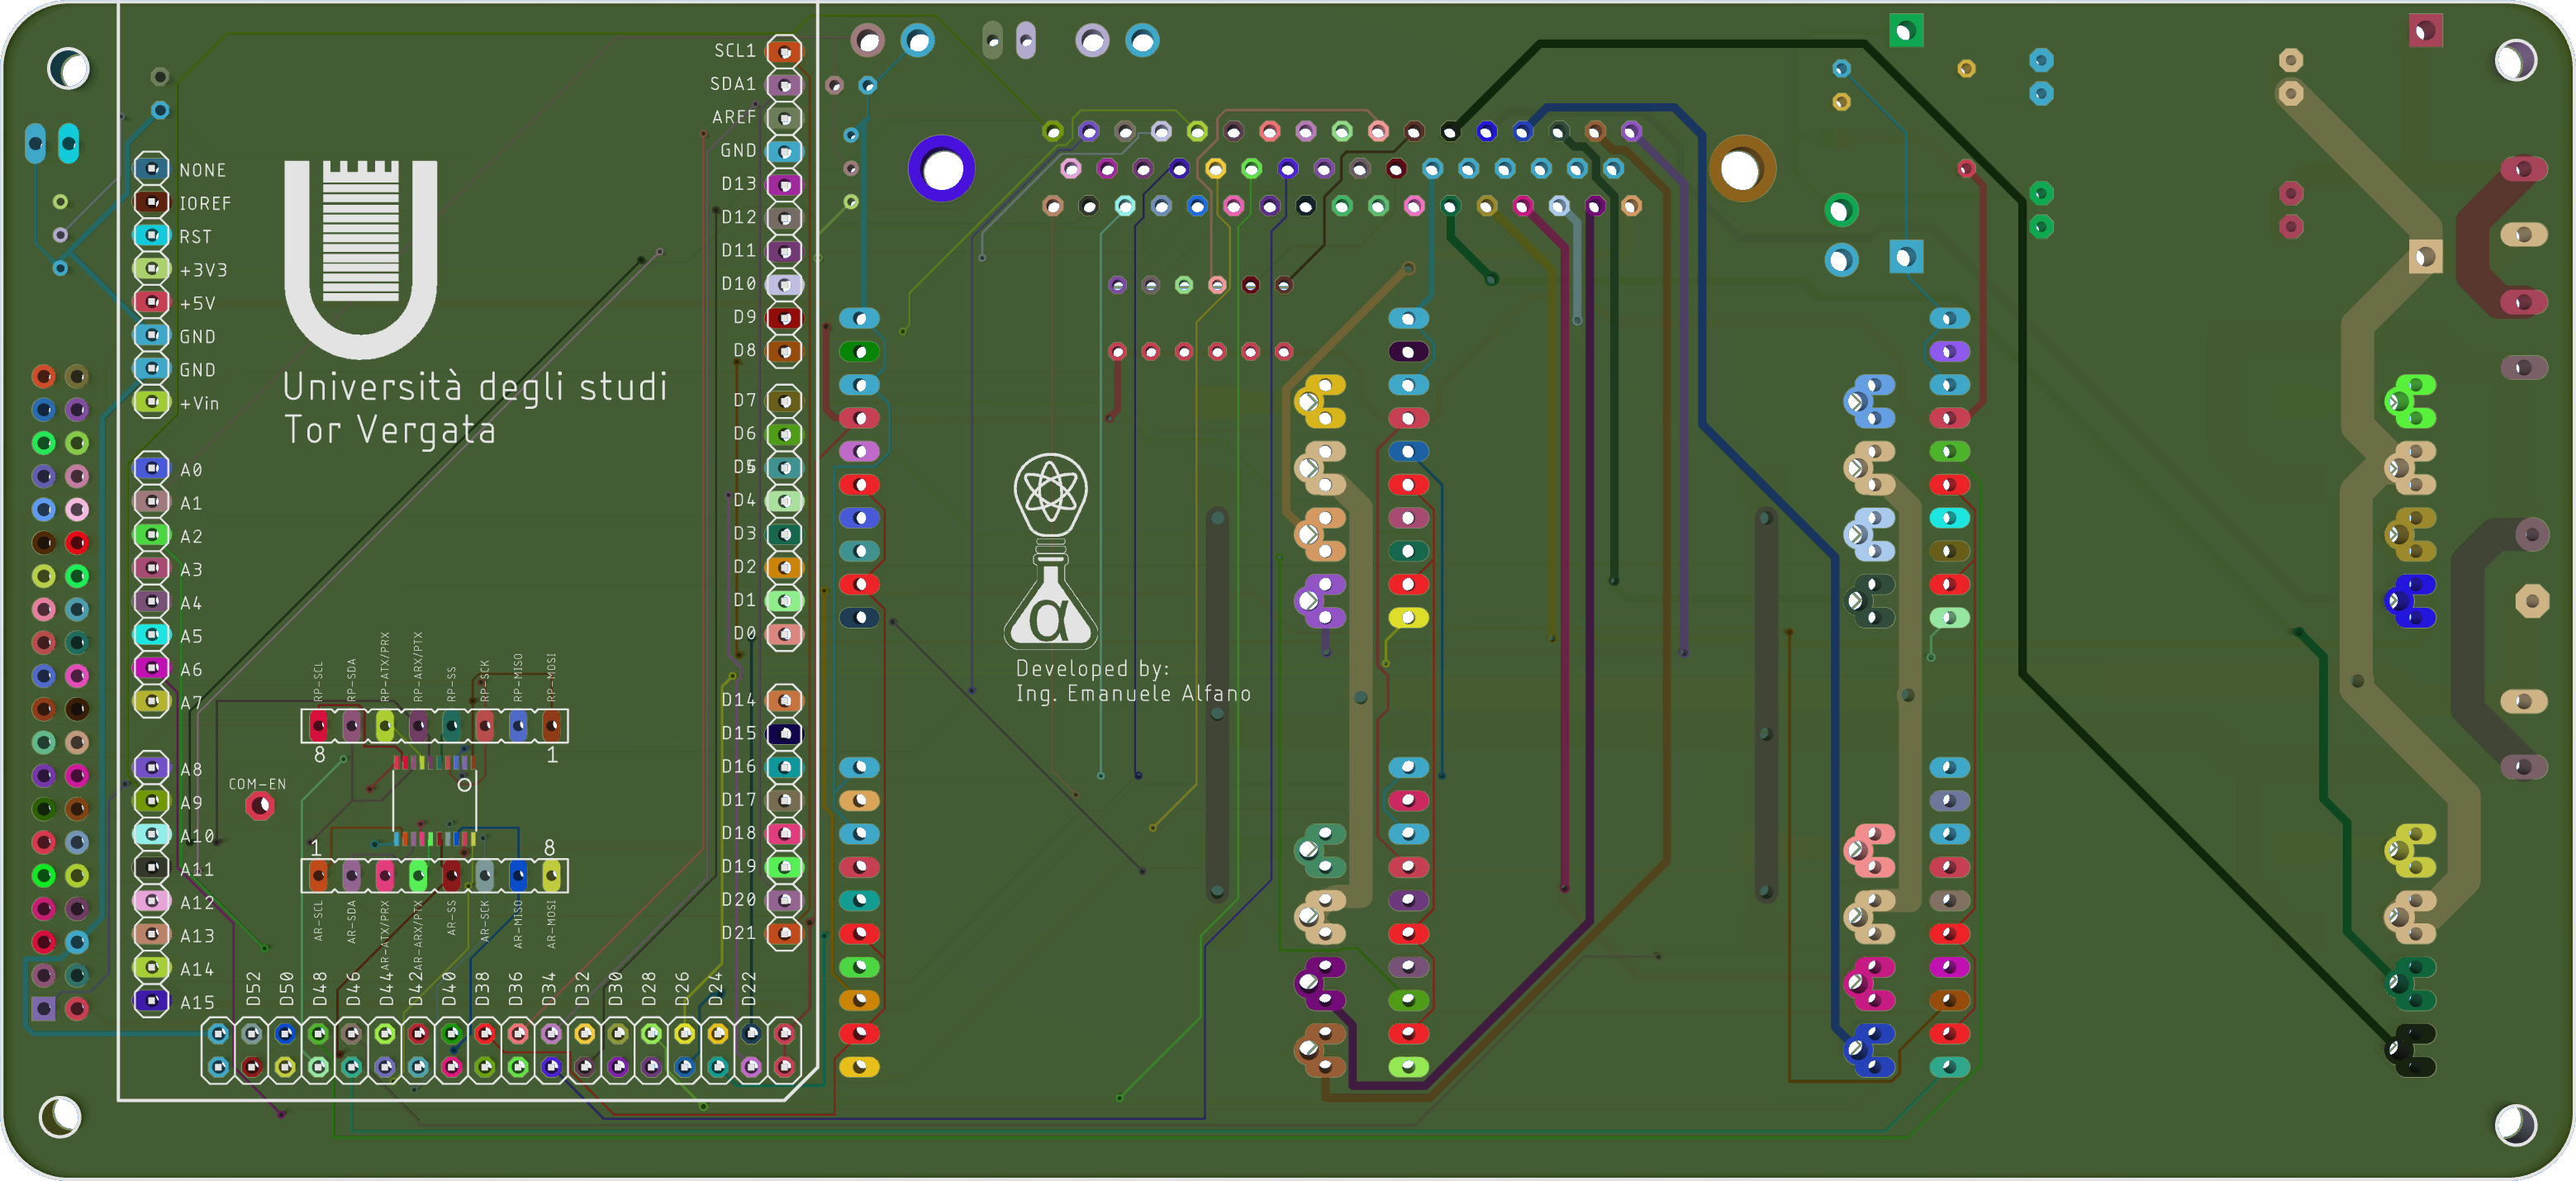 SCL1
SDA1
AREF
GND
D13
D12
D11
D10
D9
D8
D7
D6
D4
D3
D2
D1
D0
D14
D15
D16
D17
D18
D19
D20
D21
NONE
IOREF
RST
+3V3
+5V
GND
GND
+Vin
A0
A1
A2
A3
A4
A5
A6
A7
A8
A9
A10
A11
A12
A13
A14
A15
Università degli studi
Tor Vergata
α
Developed by:
Ing. Emanuele Alfano
RP-SCL
RP-SDA
RP-ATX/PRX
RP-ARX/PTX
RP-SS
RP-SCK
RP-MISO
RP-MOSI
8
1
COM-EN
1
8
AR-SCL
AR-SDA
AR-ATX/PRX
AR-ARX/PTX
AR-SS
AR-SCK
AR-MISO
AR-MOSI
D52
D50
D48
D46
D44
D42
D40
D38
D36
D34
D32
D30
D28
D26
D24
D22